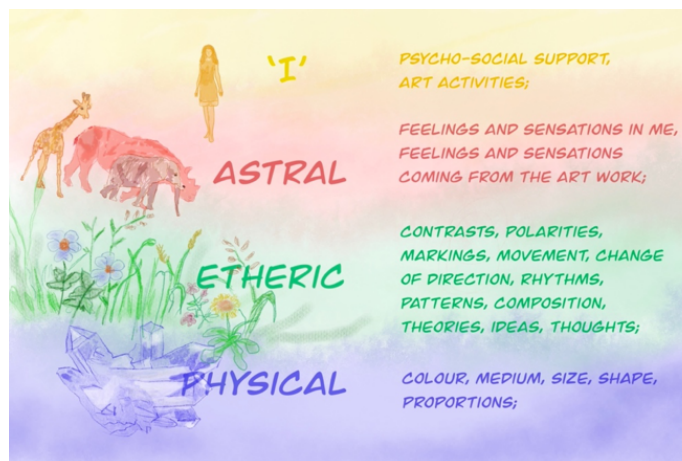 'I'
PSYCHO-SOCIAL SUPPORT,
ART ACTIVITIES;
ASTRAL
FEELINGS AND SENSATIONS IN ME,
FEELINGS AND SENSATIONS
COMING FROM THE ART WORK;
ETHERIC
CONTRASTS, POLARITIES,
MARKINGS, MOVEMENT, CHANGE
OF DIRECTION, RHYTHMS,
PATTERNS, COMPOSITION,
THEORIES, IDEAS, THOUGHTS;
PHYSICAL
COLOUR, MEDIUM, SIZE, SHAPE,
PROPORTIONS;